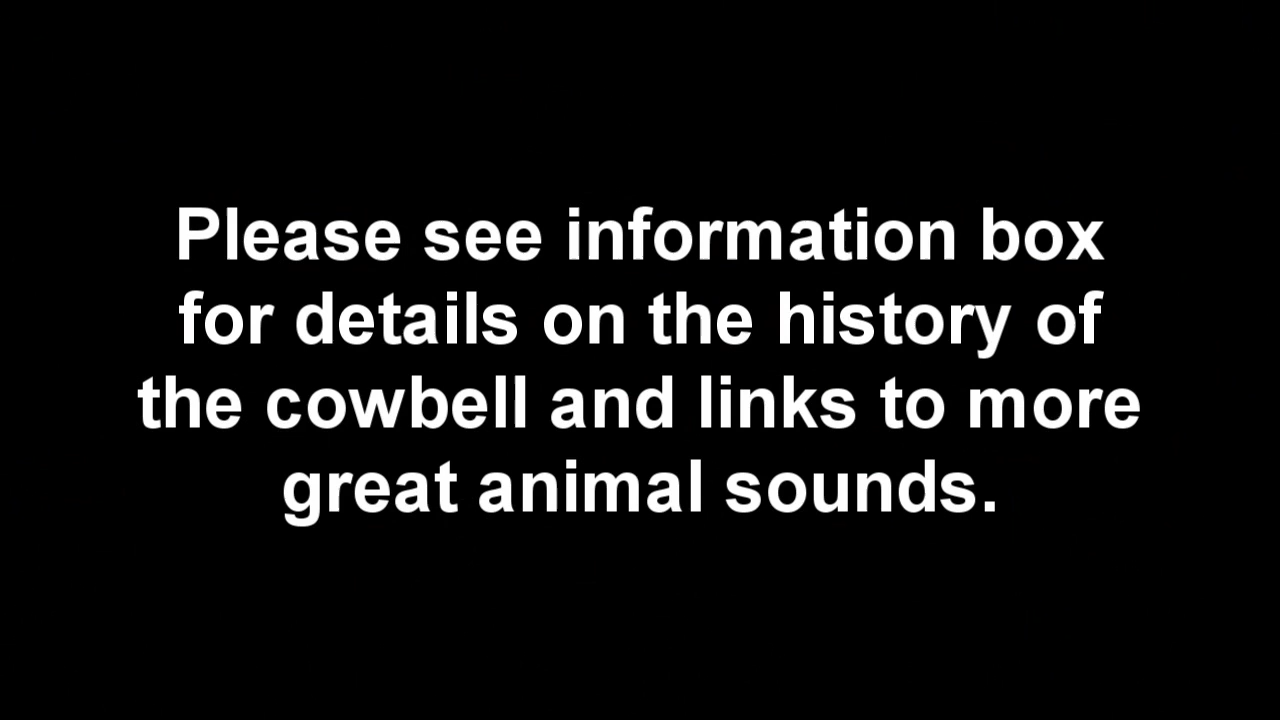 Please see information box
for details on the history of
the cowbell and links to more
great animal sounds.